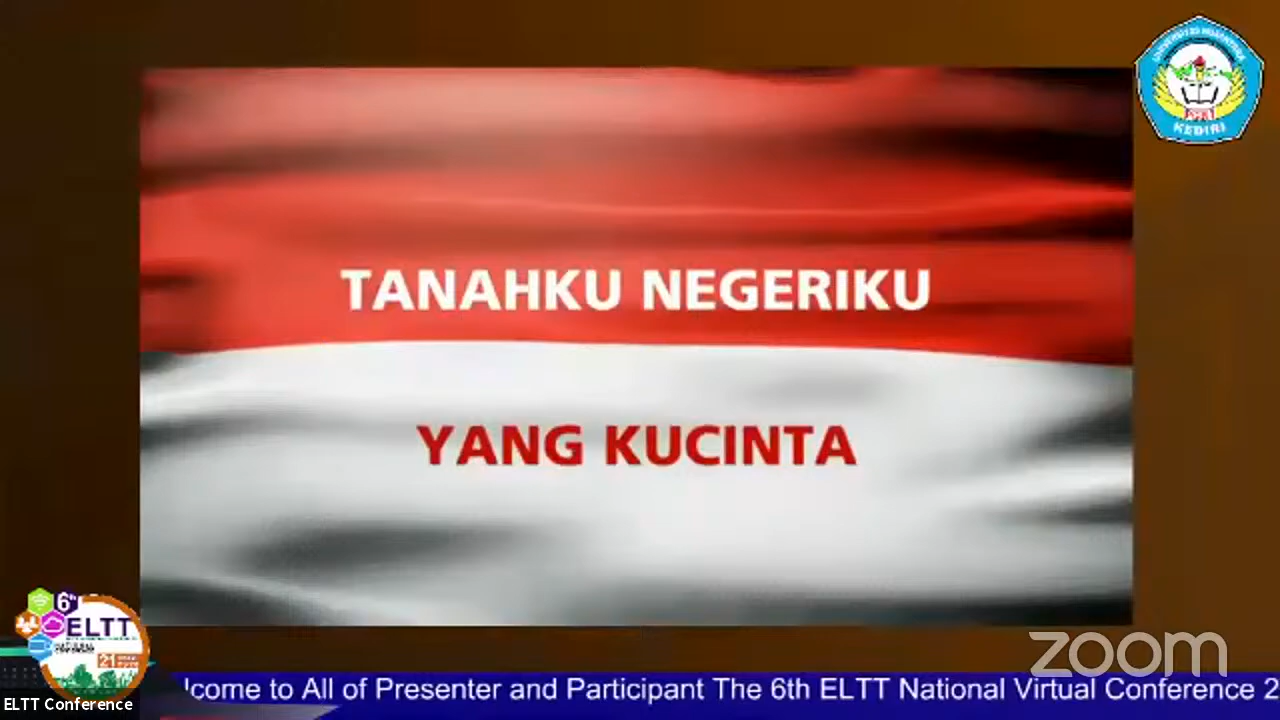 KEDIRI
TANAHKU NEGERIKU
YANG KUCINTA
6th
ELTT
21
zoom
lcome to All of Presenter and Participant The 6th ELTT National Virtual Conference 2
ELTT Conference